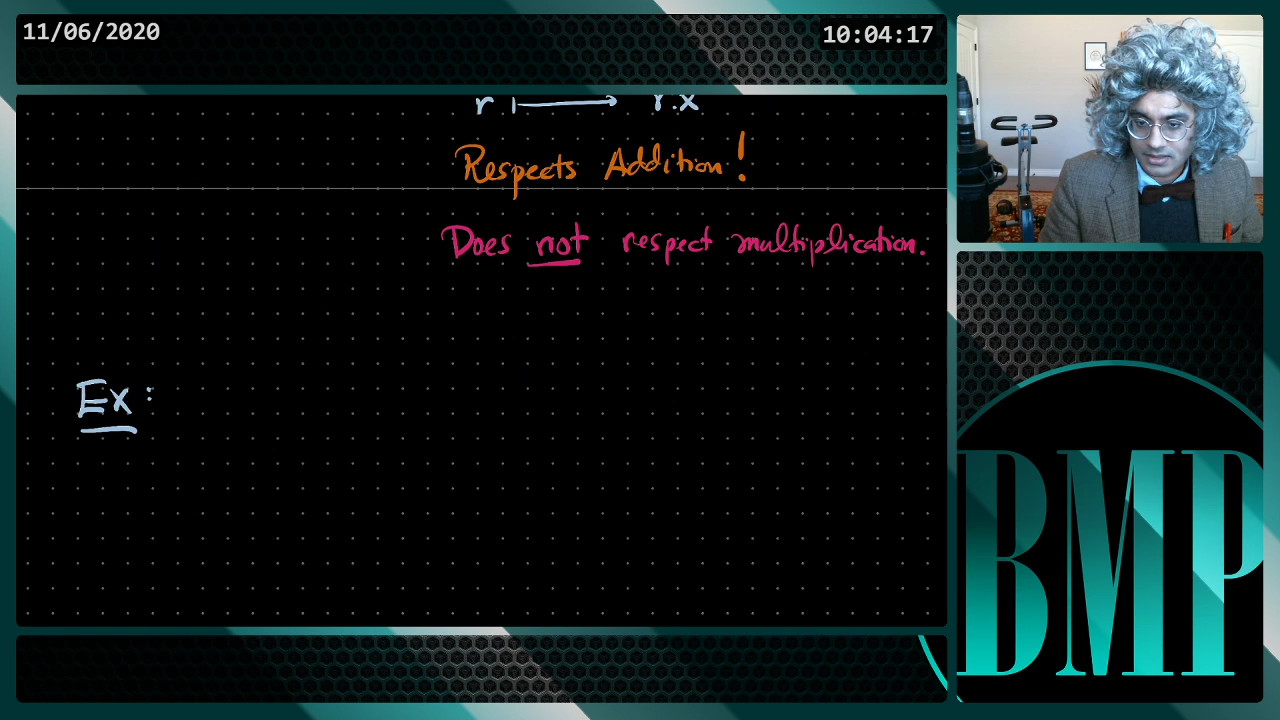 11/06/2020
10:04:17
r ⟼ r.x
Respects Addition!
Does not respect multiplication.
Ex:
BMP